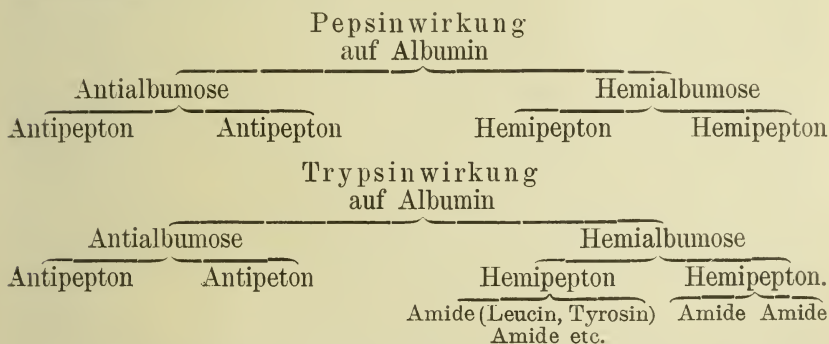 Pepsinwirkung
auf Albumin
Antialbumose Hemialbumose
Antipepton Antipepton Hemipepton Hemipepton
Trypsinwirkung
auf Albumin
Antialbumose Hemialbumose
Antipepton Antipeton Hemipepton Hemipepton.
Amide (Leucin, Tyrosin) Amide Amide
Amide etc.